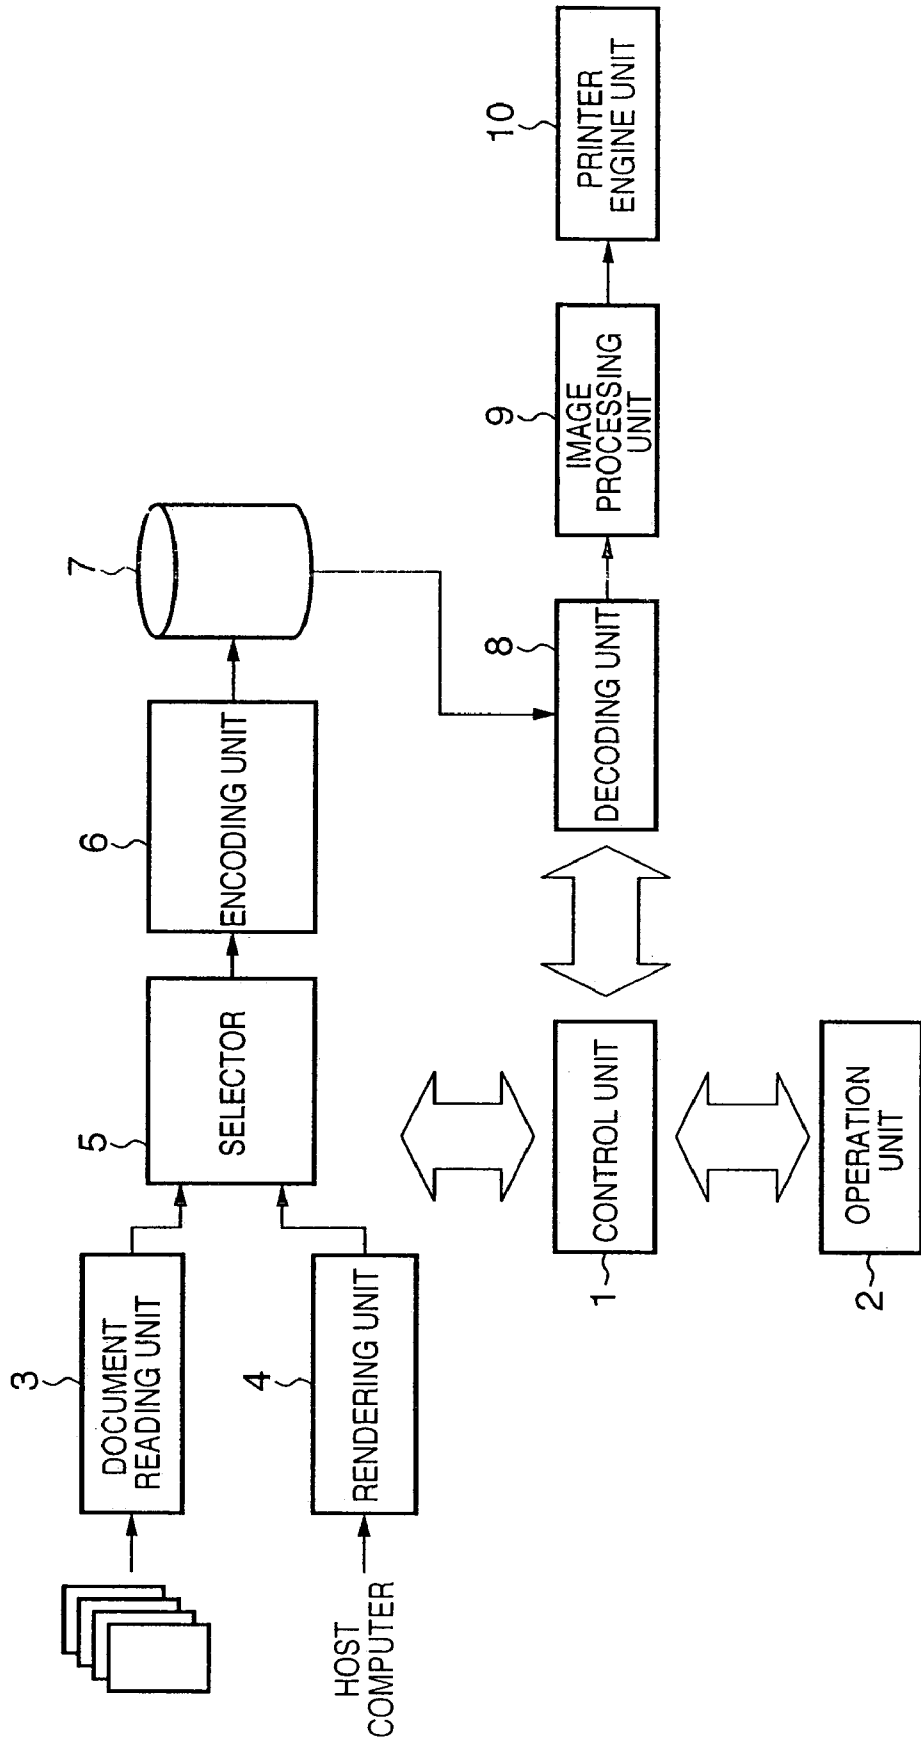 3
DOCUMENT
READING UNIT
4
RENDERING UNIT
HOST
COMPUTER
5
SELECTOR
6
ENCODING UNIT
7
1
CONTROL UNIT
2
OPERATION
UNIT
8
DECODING UNIT
9
IMAGE
PROCESSING
UNIT
10
PRINTER
ENGINE UNIT